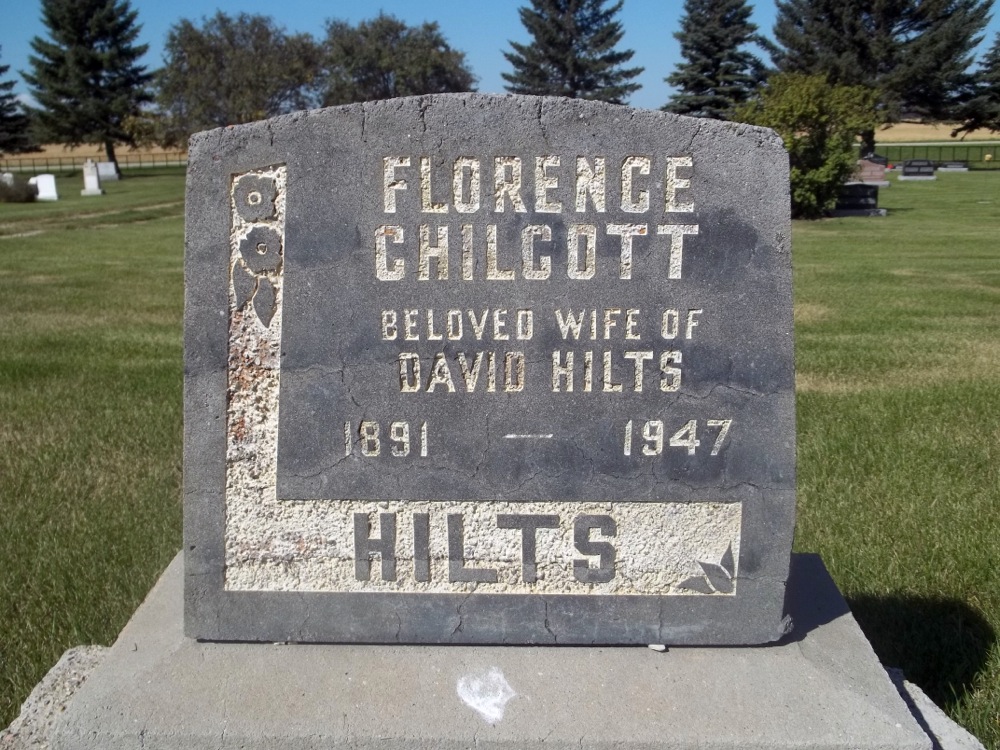 FLORENCE
CHILCOTT
BELOVED WIFE OF
DAVID HILTS
1891 — 1947
HILTS